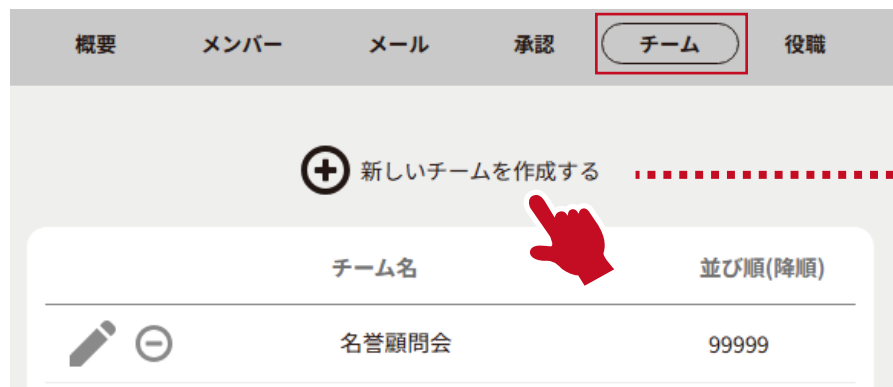 概要 メンバー メール 承認 チーム 役職
新しいチームを作成する
チーム名 並び順(降順)
名誉顧問会 99999